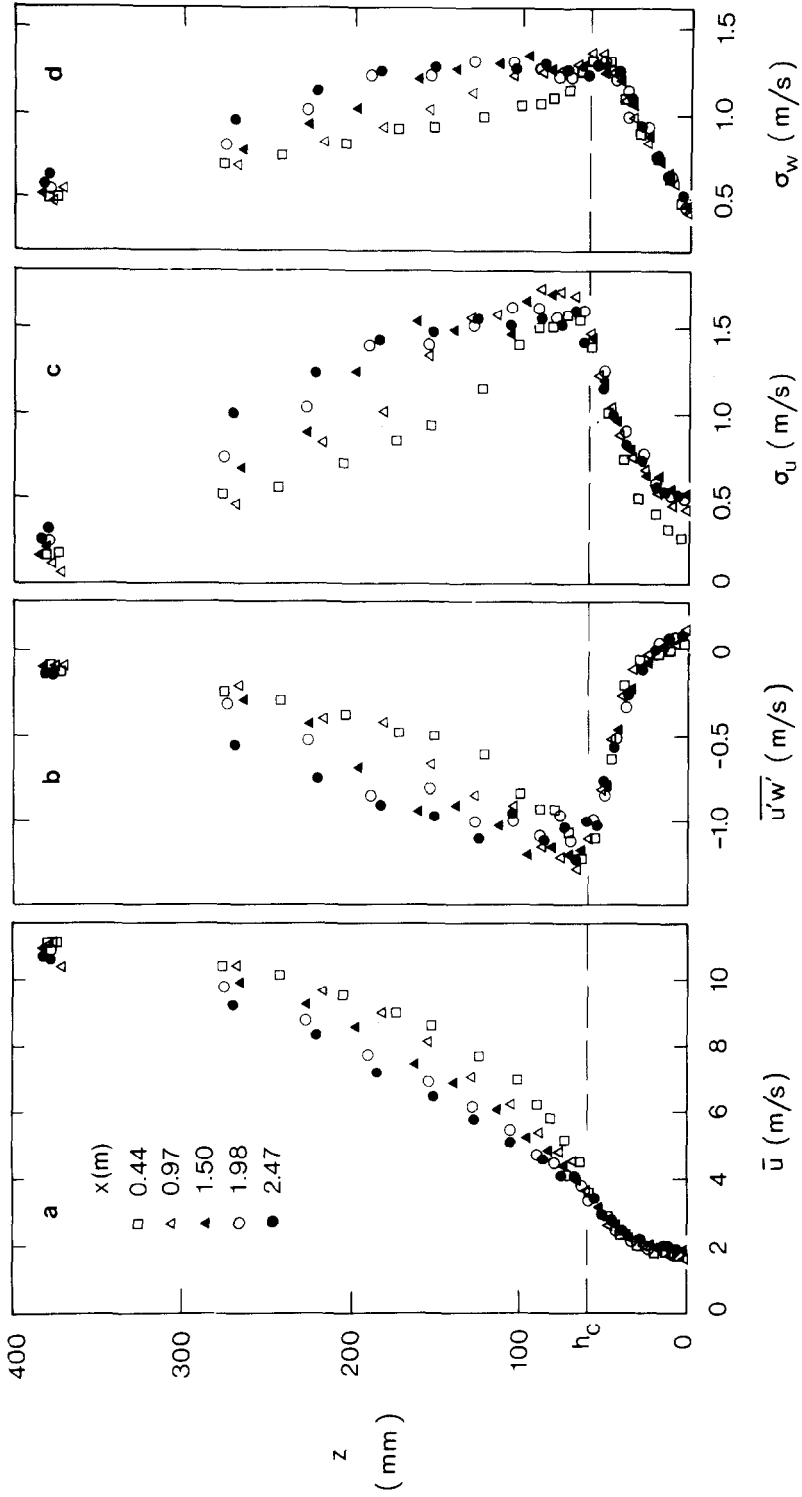 400
300
200
100
h_c
0
z
(mm)
a
x(m)
□ 0.44
△ 0.97
▲ 1.50
○ 1.98
● 2.47
0 2 4 6 8 10
u̅ (m/s)
b
-1.0 -0.5 0
\overline{u'w'} (m/s)
c
0 0.5 1.0 1.5
σ_u (m/s)
d
0.5 1.0 1.5
σ_w (m/s)